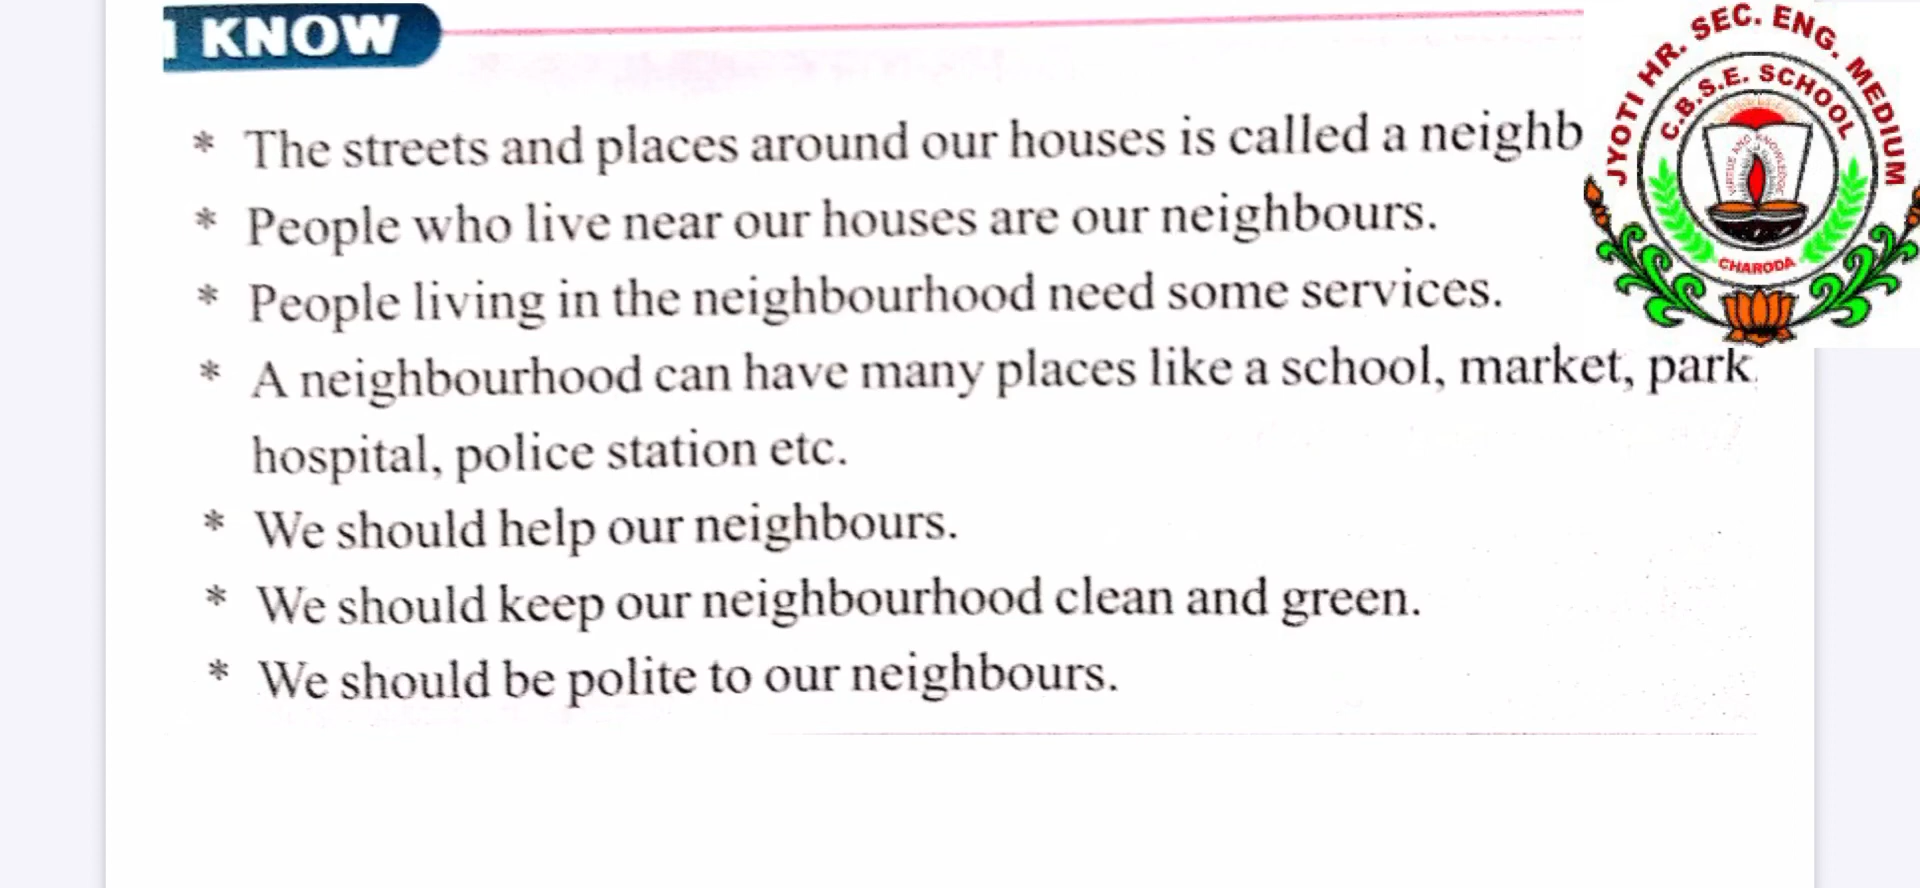 I KNOW
* The streets and places around our houses is called a neighb
* People who live near our houses are our neighbours.
* People living in the neighbourhood need some services.
* A neighbourhood can have many places like a school, market, park
hospital, police station etc.
* We should help our neighbours.
* We should keep our neighbourhood clean and green.
* We should be polite to our neighbours.
JYOTI HR. SEC. ENG. MEDIUM
C.B.S.E. SCHOOL
CHARODA